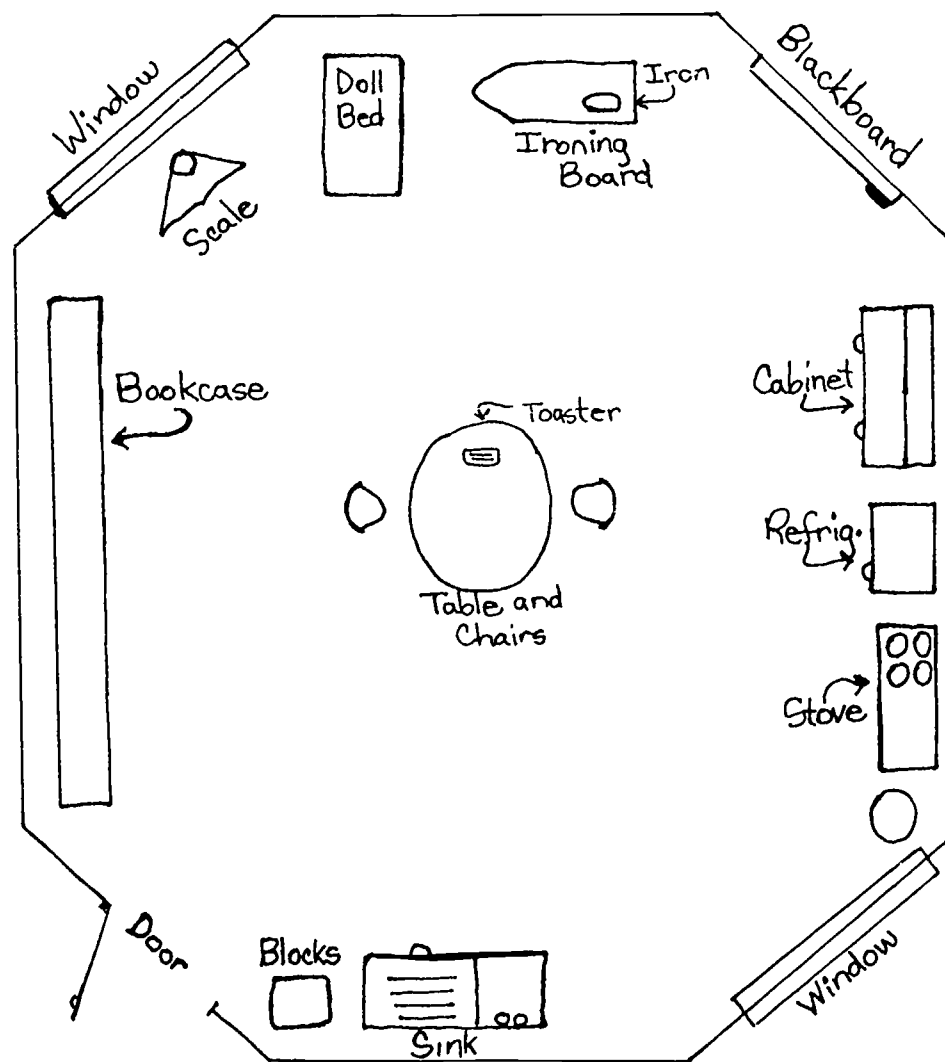 Window
Doll
Bed
Iron
Ironing
Board
Blackboard
Scale
Bookcase
Cabinet
Toaster
Refrig.
Table and
Chairs
Stove
Door
Blocks
Sink
Window